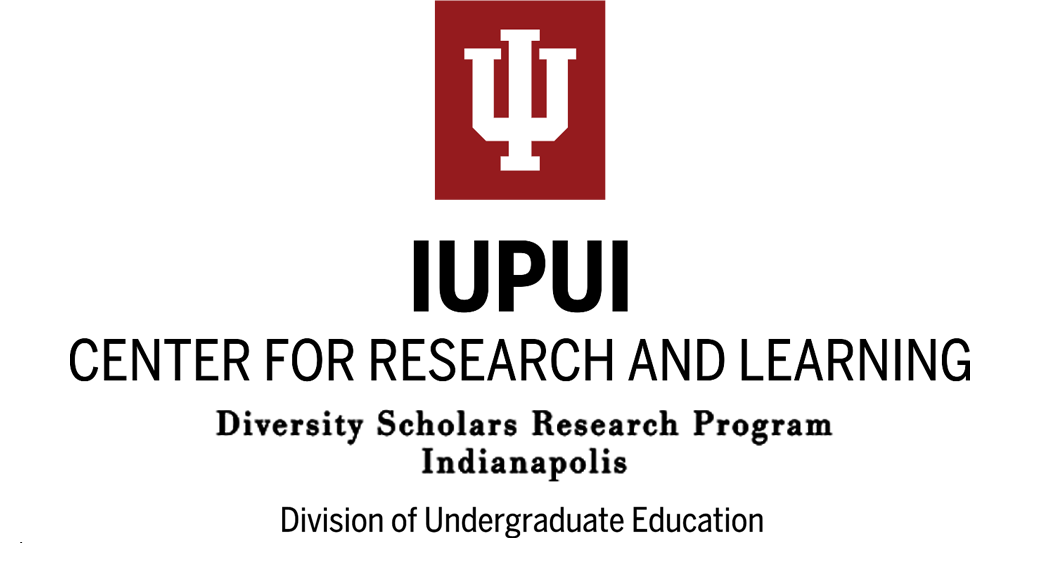 IUPUI
CENTER FOR RESEARCH AND LEARNING
Diversity Scholars Research Program
Indianapolis
Division of Undergraduate Education